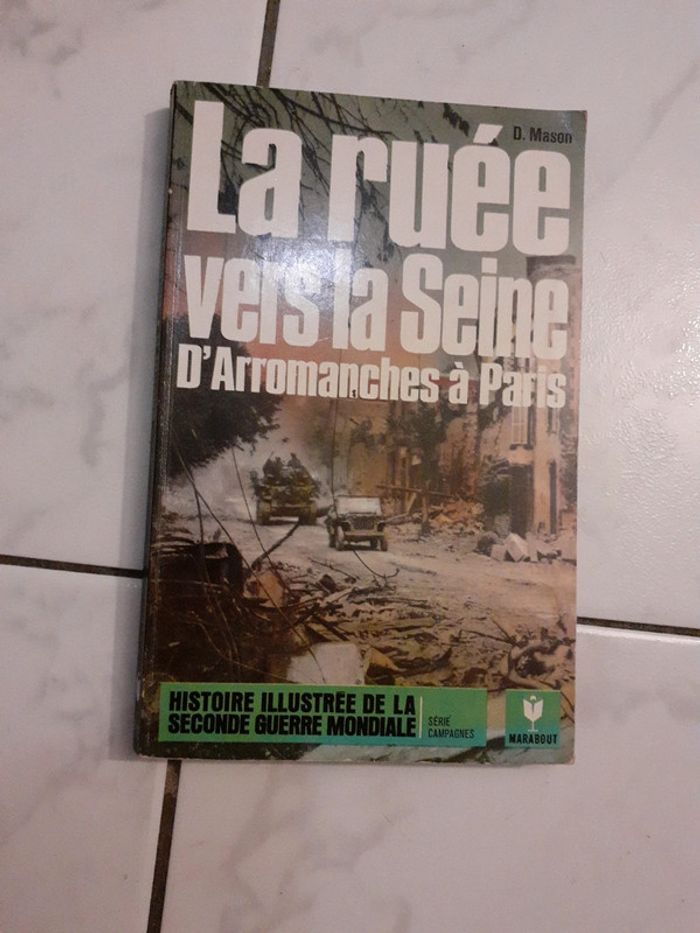 D. Mason
La ruée
vers la Seine
D'Arromanches à Paris
HISTOIRE ILLUSTRÉE DE LA
SECONDE GUERRE MONDIALE
SÉRIE
CAMPAGNES
MARABOUT